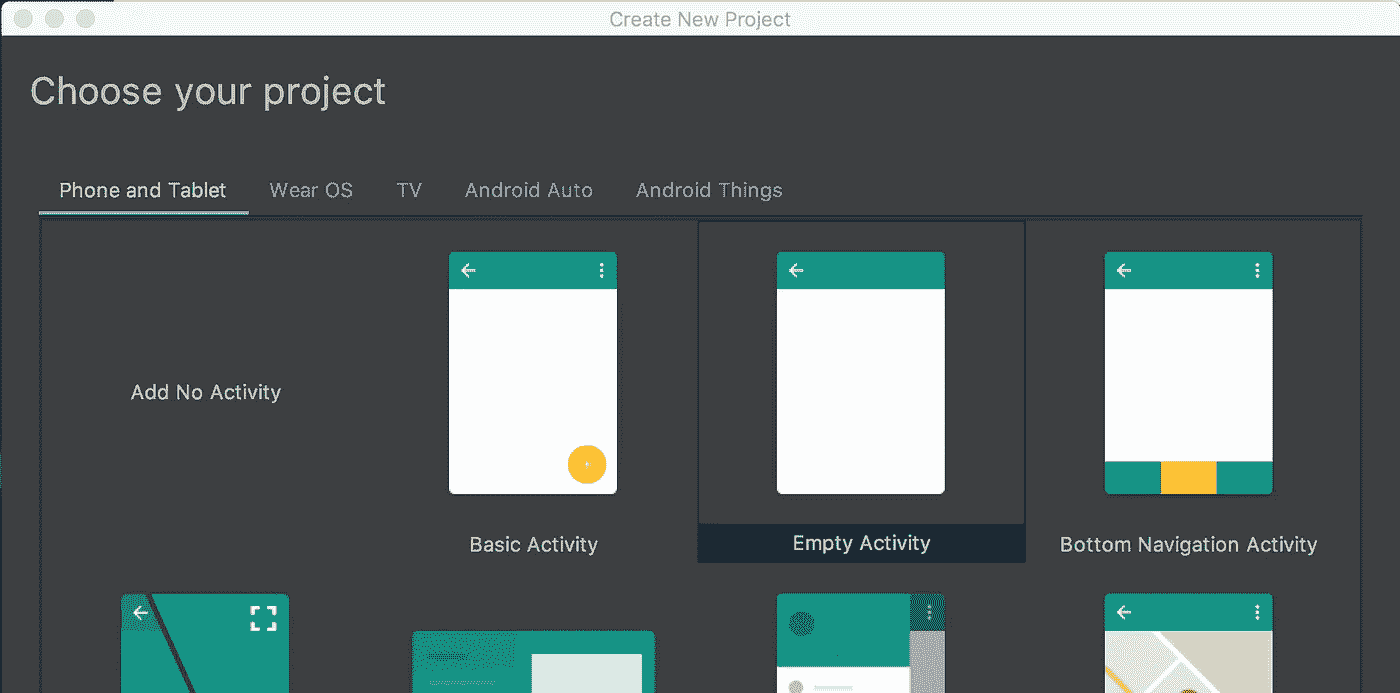 Create New Project
Choose your project
Phone and Tablet Wear OS TV Android Auto Android Things
Add No Activity
Basic Activity
Empty Activity
Bottom Navigation Activity